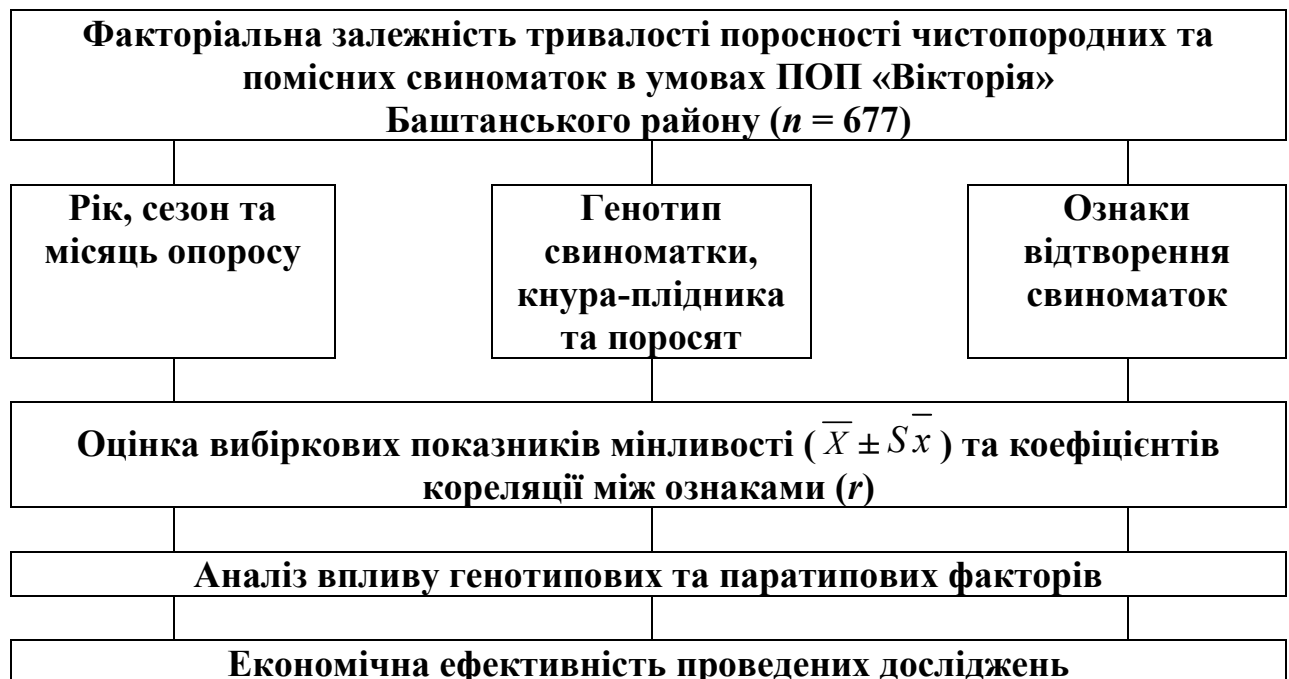 Факторіальна залежність тривалості поросності чистопородних та
помісних свиноматок в умовах ПОП «Вікторія»
Баштанського району (n = 677)
Рік, сезон та
місяць опоросу
Генотип
свиноматки,
кнура-плідника
та поросят
Ознаки
відтворення
свиноматок
Оцінка вибіркових показників мінливості ( X̅ ± S x̅ ) та коефіцієнтів
кореляції між ознаками (r)
Аналіз впливу генотипових та паратипових факторів
Економічна ефективність проведених досліджень